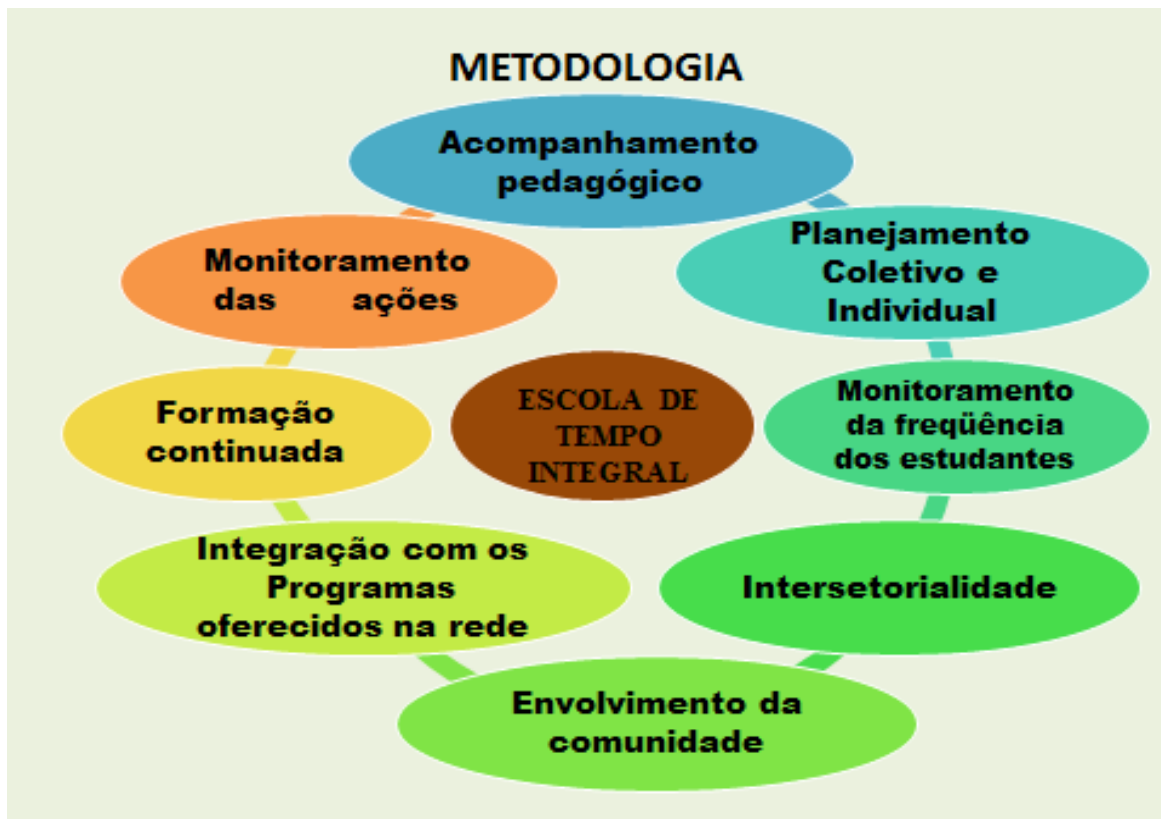 METODOLOGIA
Acompanhamento
pedagógico
Planejamento
Coletivo e
Individual
Monitoramento
da freqüência
dos estudantes
Intersetorialidade
Envolvimento da
comunidade
Integração com os
Programas
oferecidos na rede
Formação
continuada
Monitoramento
das ações
ESCOLA DE
TEMPO
INTEGRAL